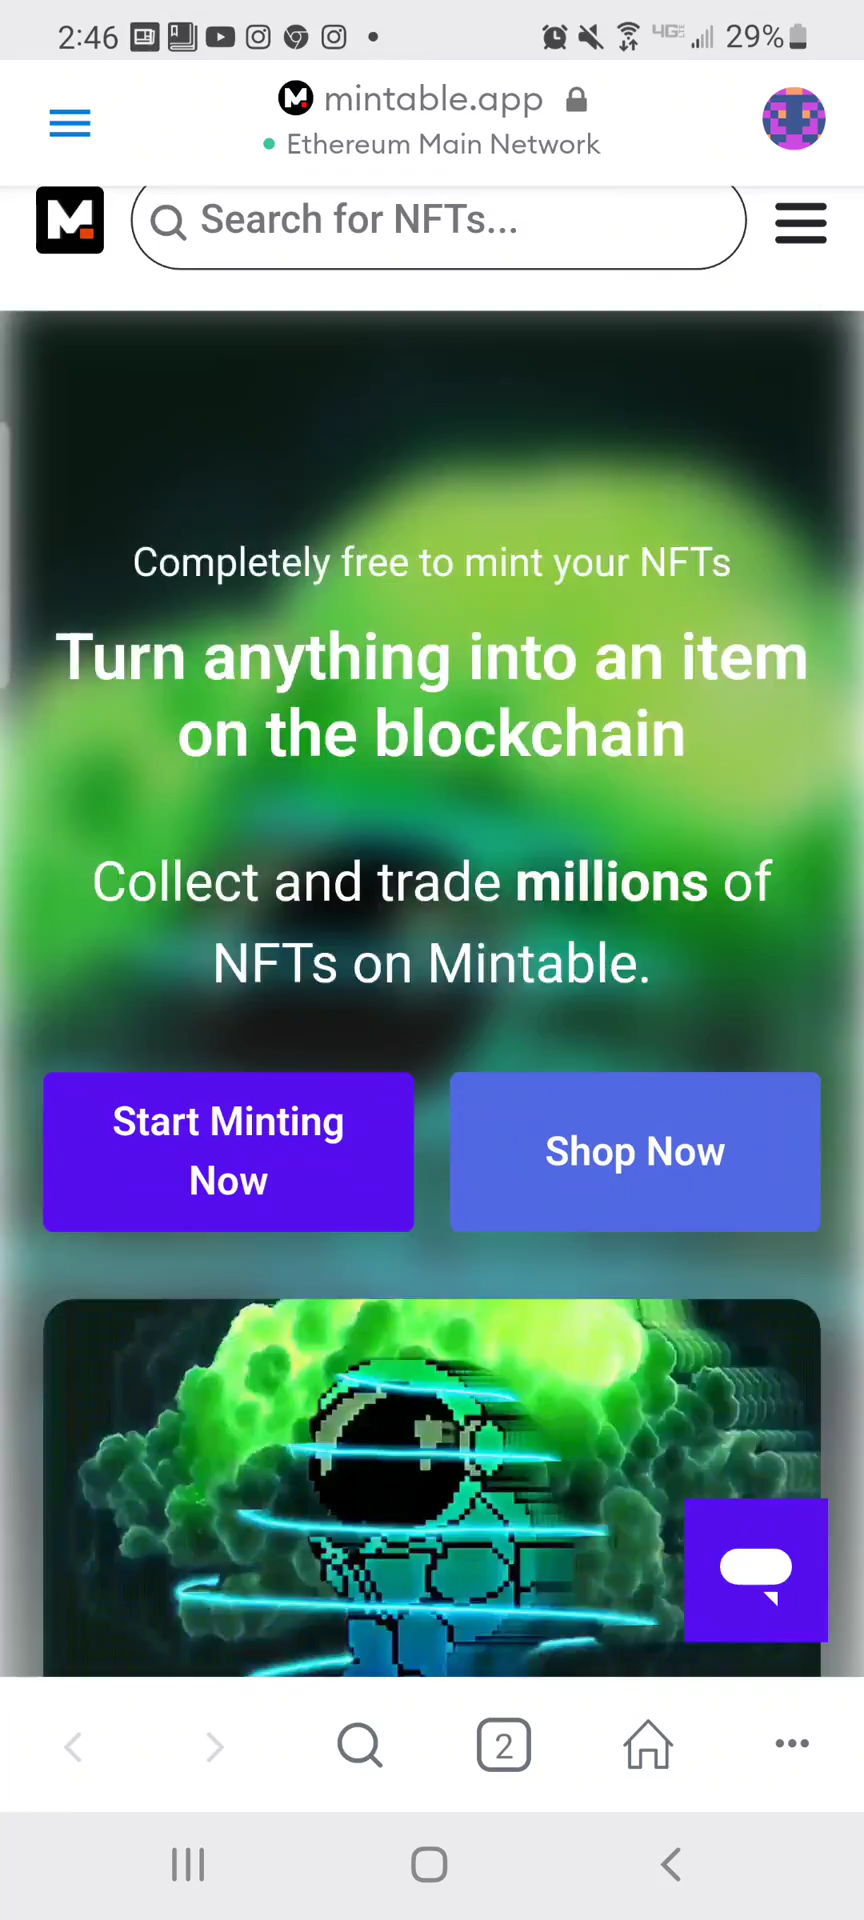 2:46 4GE 29%
mintable.app
Ethereum Main Network
M Search for NFTs...
Completely free to mint your NFTs
Turn anything into an item
on the blockchain
Collect and trade millions of
NFTs on Mintable.
Start Minting
Now
Shop Now
2